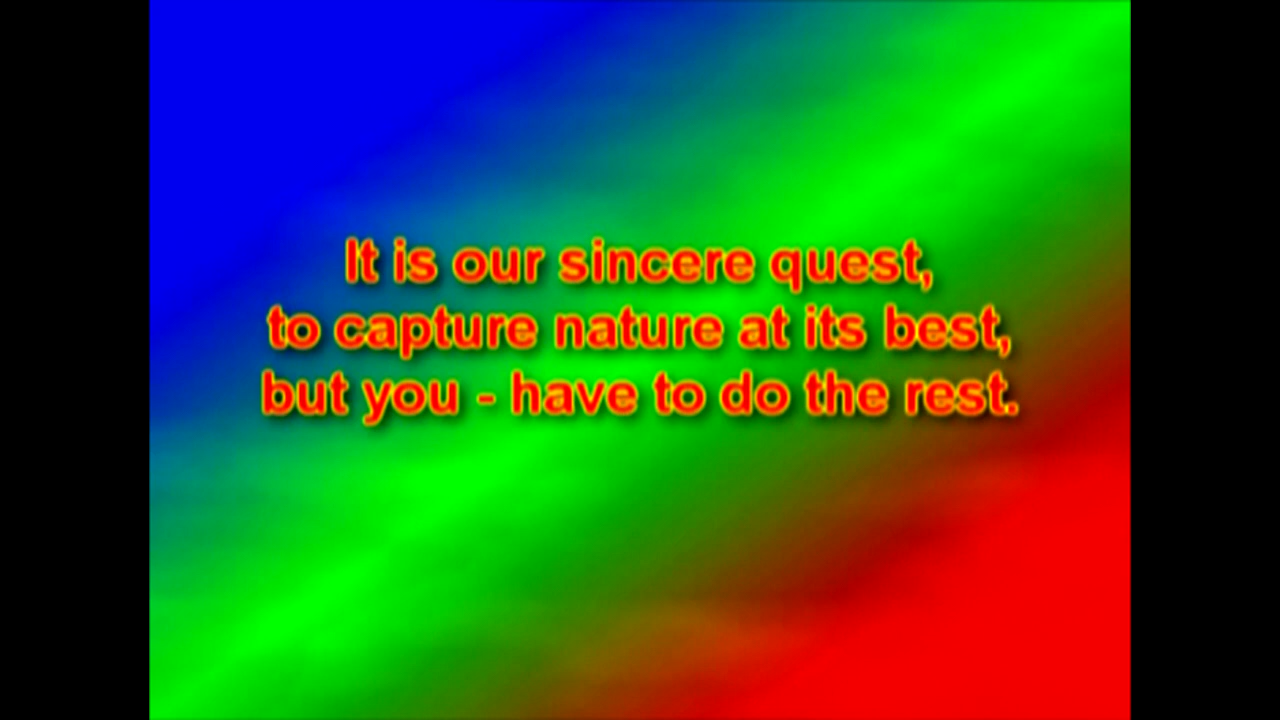 It is our sincere quest,
to capture nature at its best,
but you - have to do the rest.